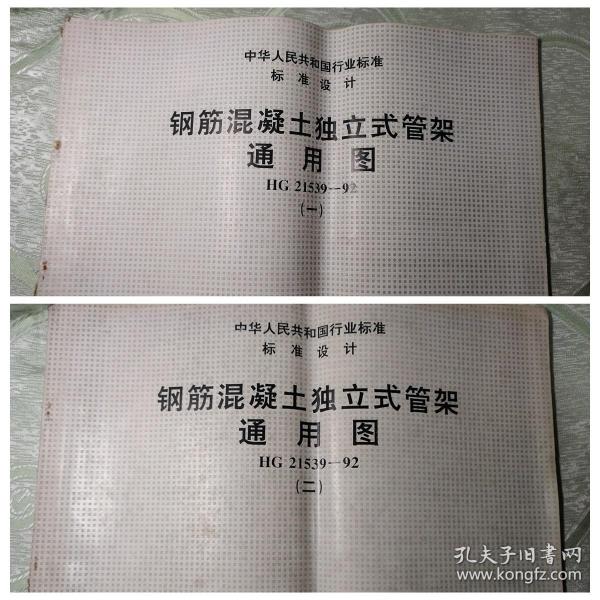 中华人民共和国行业标准
标准设计
钢筋混凝土独立式管架
通用图
HG 21539—92
(一)
中华人民共和国行业标准
标准设计
钢筋混凝土独立式管架
通用图
HG 21539—92
(二)
孔夫子旧書网
www.kongfz.com